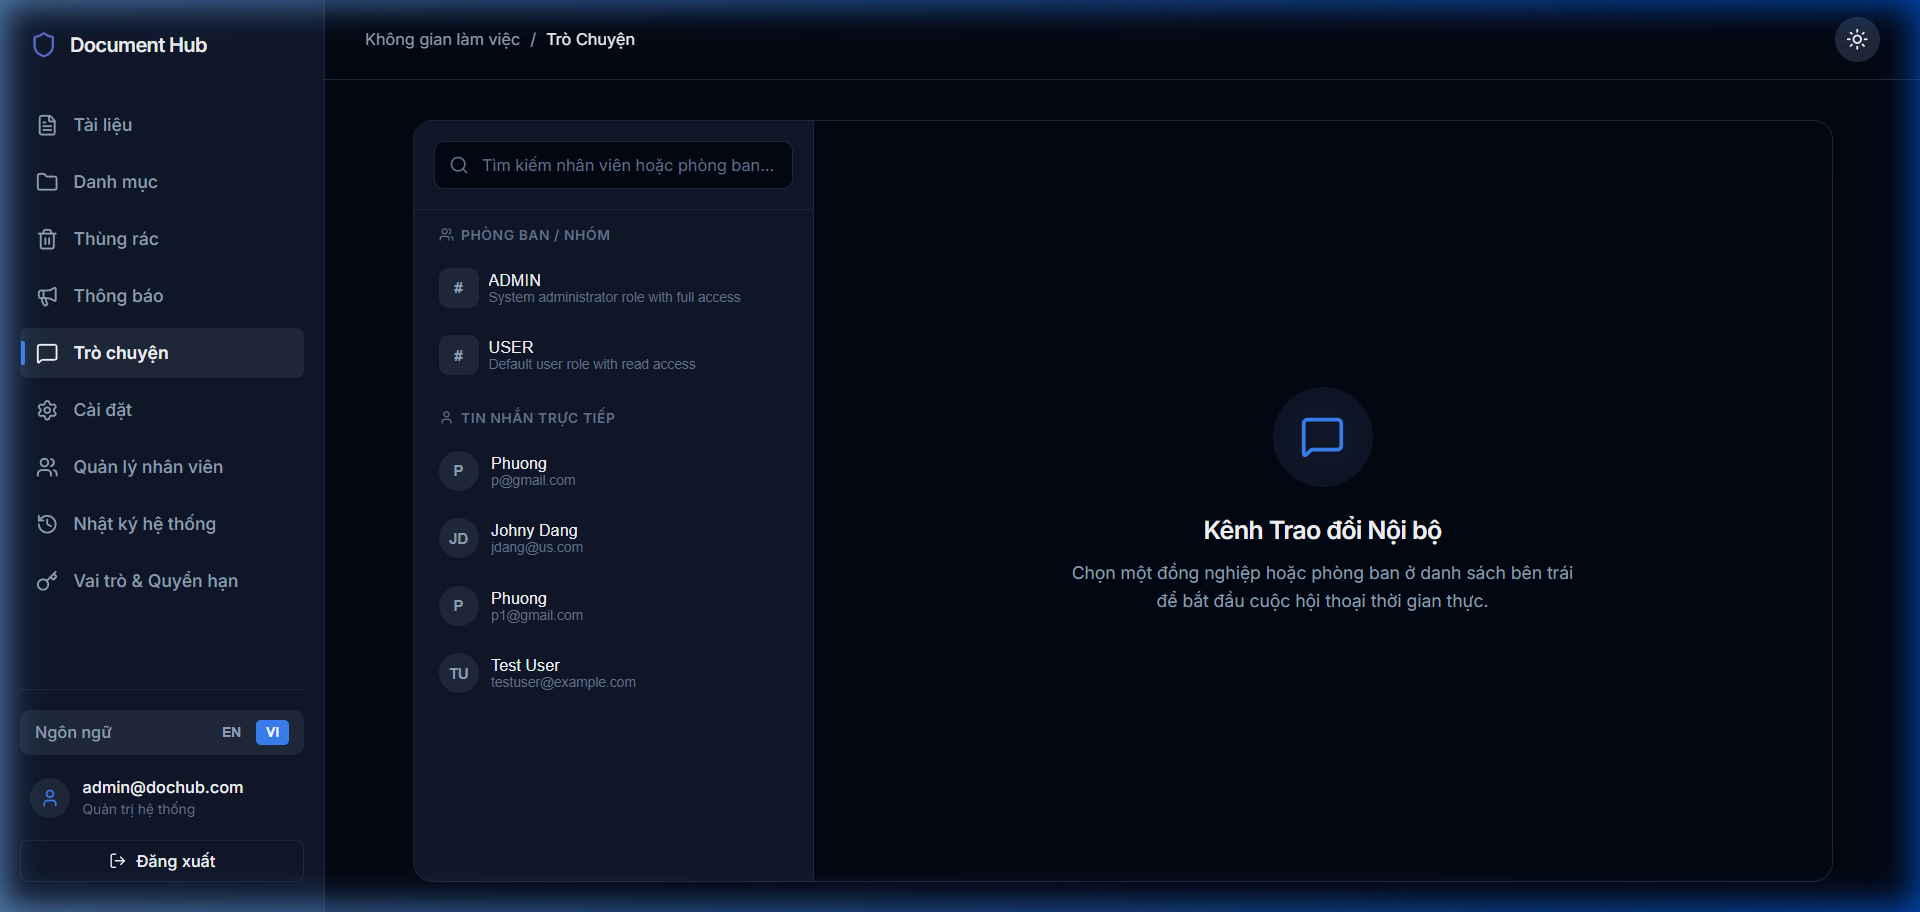 Document Hub
Tài liệu
Danh mục
Thùng rác
Thông báo
Trò chuyện
Cài đặt
Quản lý nhân viên
Nhật ký hệ thống
Vai trò & Quyền hạn
Ngôn ngữ EN VI
admin@dochub.com
Quản trị hệ thống
Đăng xuất
Không gian làm việc / Trò Chuyện
Tìm kiếm nhân viên hoặc phòng ban...
PHÒNG BAN / NHÓM
# ADMIN
System administrator role with full access
# USER
Default user role with read access
TIN NHẮN TRỰC TIẾP
P Phuong
p@gmail.com
JD Johny Dang
jdang@us.com
P Phuong
p1@gmail.com
TU Test User
testuser@example.com
Kênh Trao đổi Nội bộ
Chọn một đồng nghiệp hoặc phòng ban ở danh sách bên trái
để bắt đầu cuộc hội thoại thời gian thực.